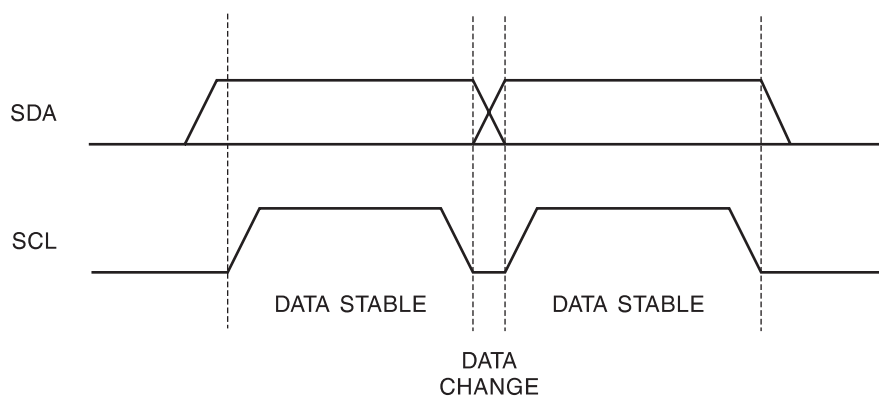 SDA
SCL
DATA STABLE
DATA STABLE
DATA
CHANGE